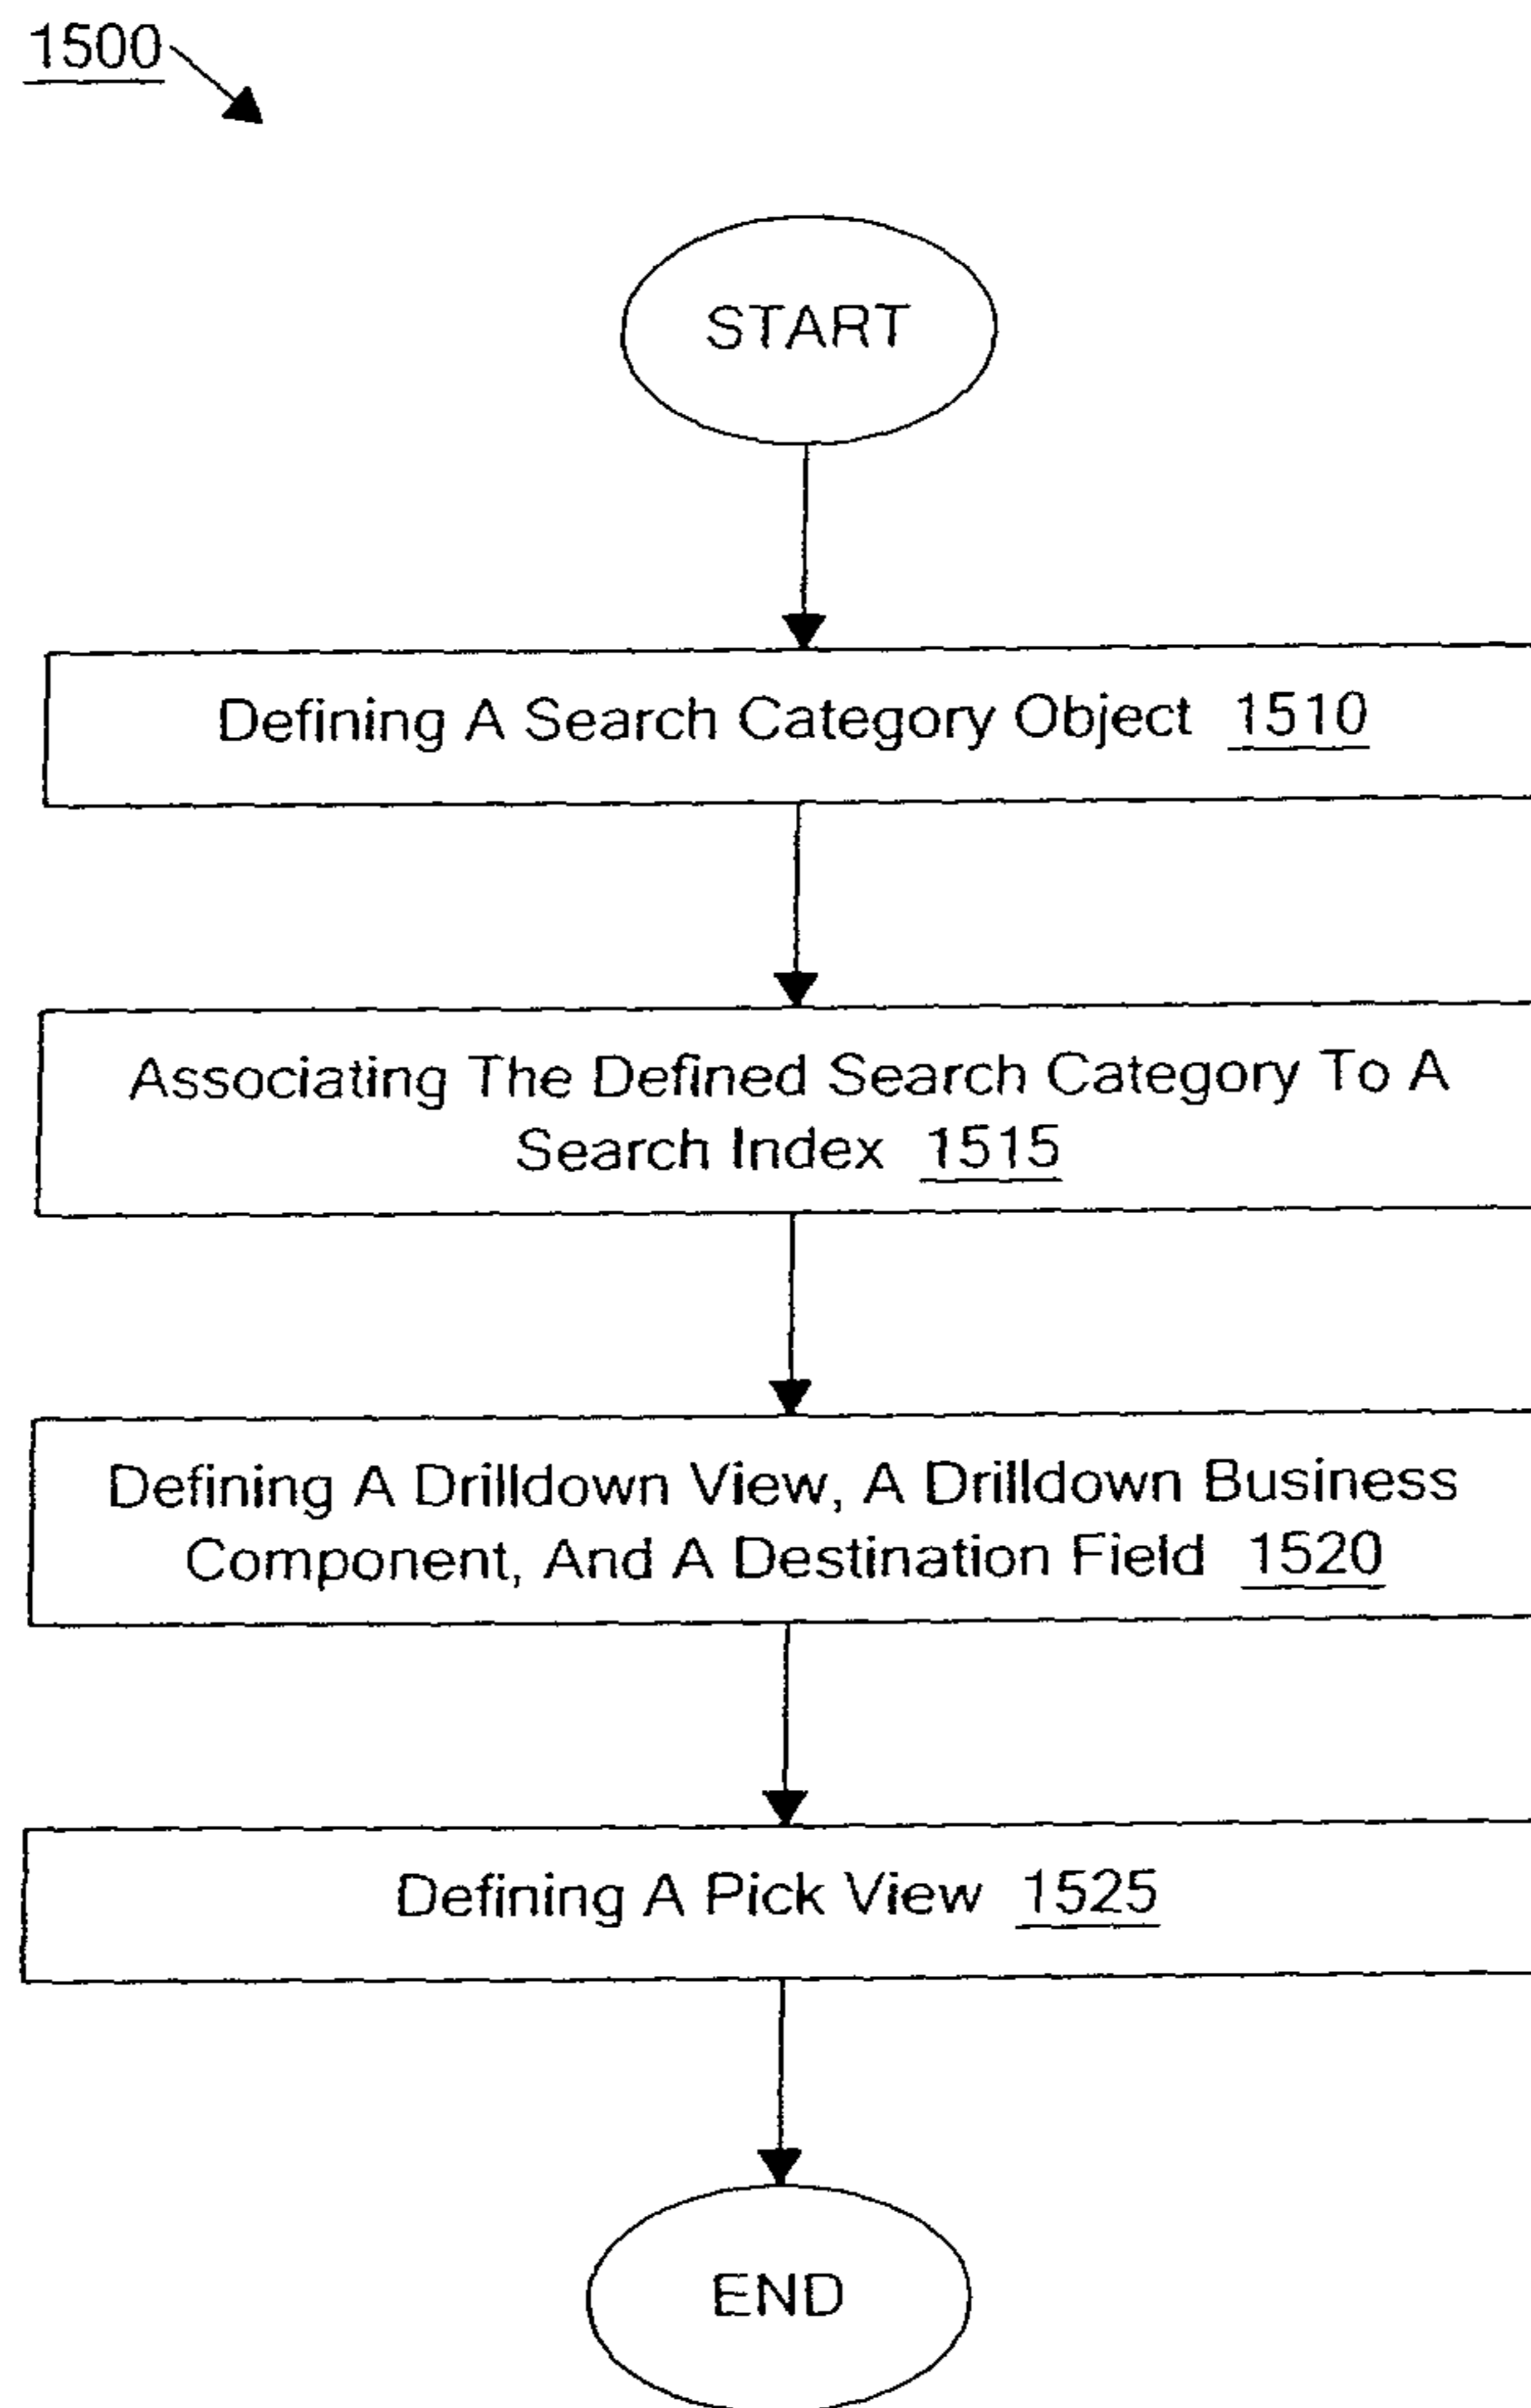 1500
START
Defining A Search Category Object 1510
Associating The Defined Search Category To A
Search Index 1515
Defining A Drilldown View, A Drilldown Business
Component, And A Destination Field 1520
Defining A Pick View 1525
END